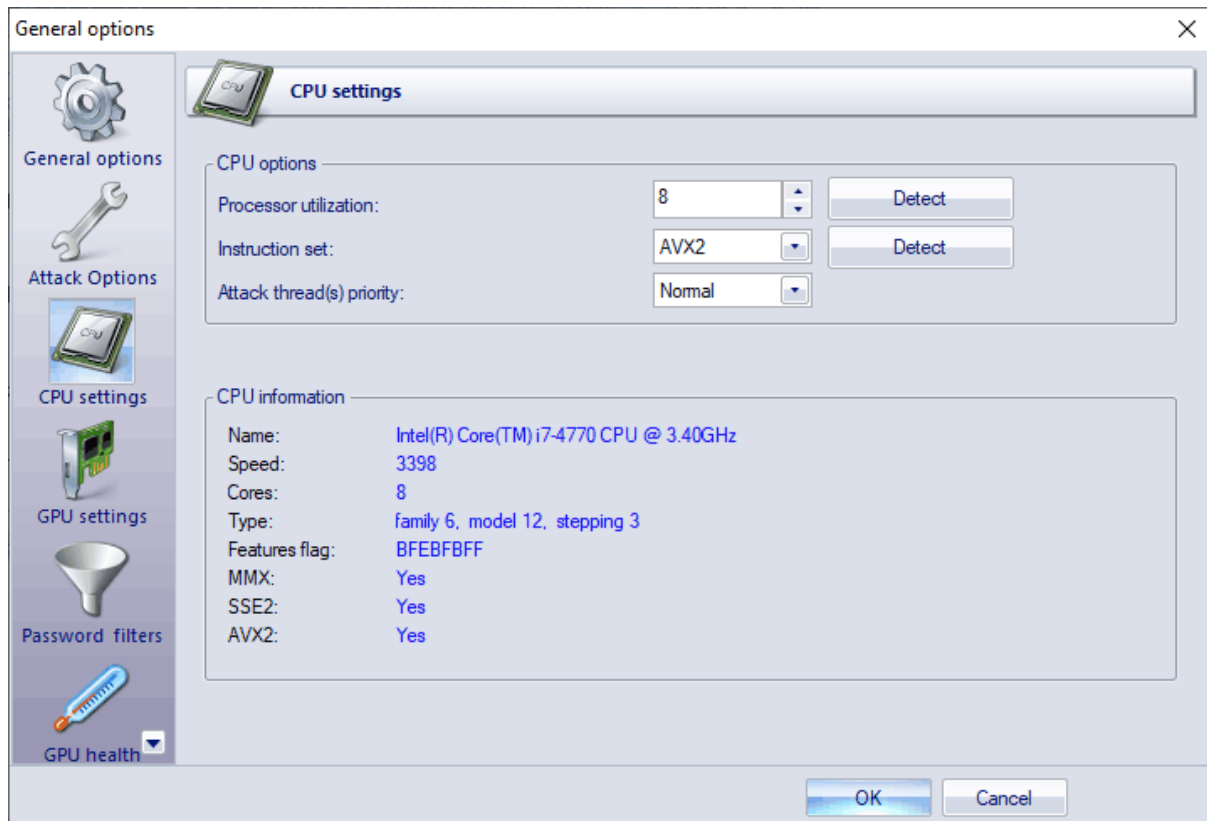 General options
General options
Attack Options
CPU
CPU settings
GPU settings
Password filters
GPU health
CPU
CPU settings
CPU options
Processor utilization: 8 Detect
Instruction set: AVX2 Detect
Attack thread(s) priority: Normal
CPU information
Name: Intel(R) Core(TM) i7-4770 CPU @ 3.40GHz
Speed: 3398
Cores: 8
Type: family 6, model 12, stepping 3
Features flag: BFEBFBFF
MMX: Yes
SSE2: Yes
AVX2: Yes
OK Cancel